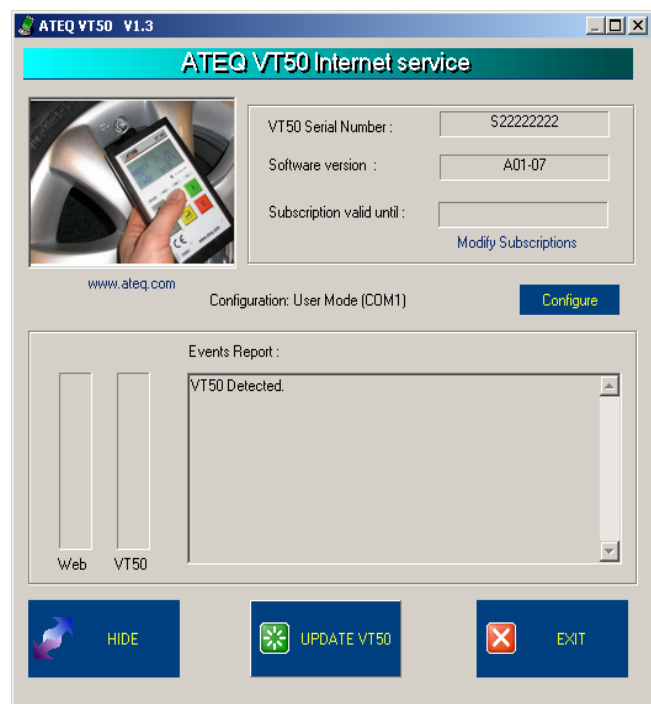 ATEQ VT50 V1.3
ATEQ VT50 Internet service
VT50 Serial Number :
S22222222
Software version :
A01-07
Subscription valid until :
Modify Subscriptions
www.ateq.com
Configuration: User Mode (COM1)
Configure
Events Report :
VT50 Detected.
Web
VT50
HIDE
UPDATE VT50
EXIT